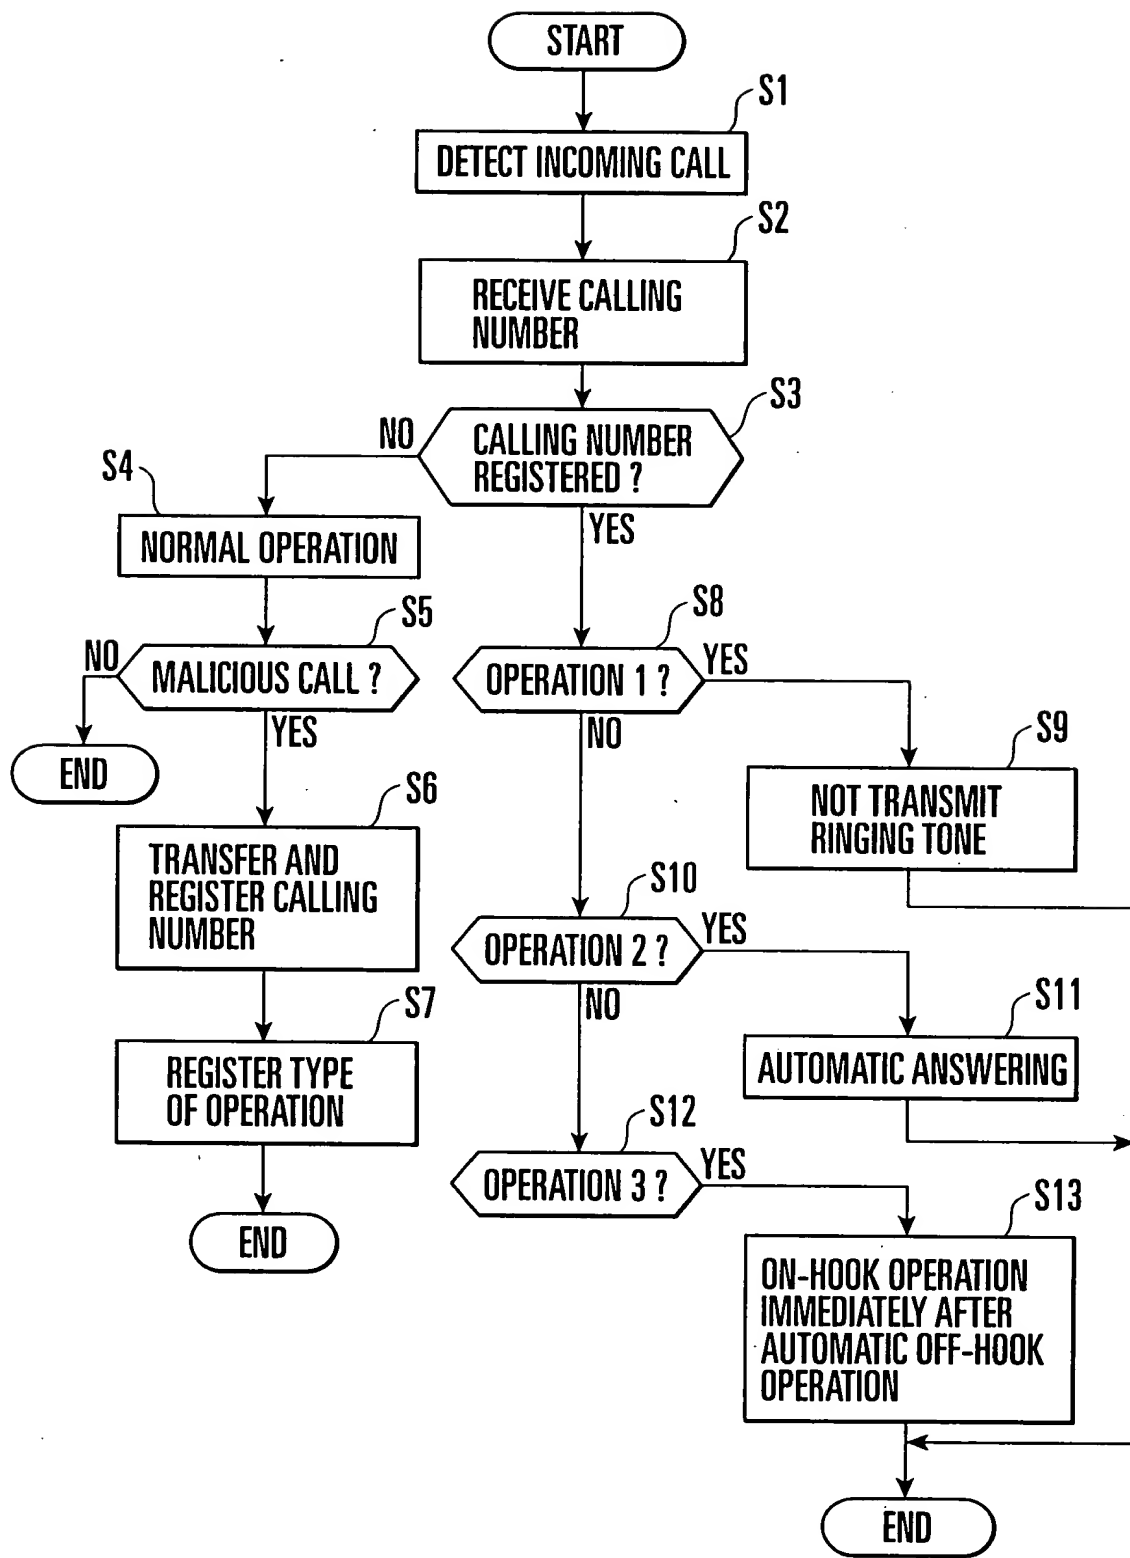 START
S1
DETECT INCOMING CALL
S2
RECEIVE CALLING
NUMBER
S3
CALLING NUMBER
REGISTERED ?
NO
YES
S4
NORMAL OPERATION
S5
MALICIOUS CALL ?
NO
YES
END
S6
TRANSFER AND
REGISTER CALLING
NUMBER
S7
REGISTER TYPE
OF OPERATION
END
S8
OPERATION 1 ?
YES
NO
S9
NOT TRANSMIT
RINGING TONE
S10
OPERATION 2 ?
YES
NO
S11
AUTOMATIC ANSWERING
S12
OPERATION 3 ?
YES
S13
ON-HOOK OPERATION
IMMEDIATELY AFTER
AUTOMATIC OFF-HOOK
OPERATION
END